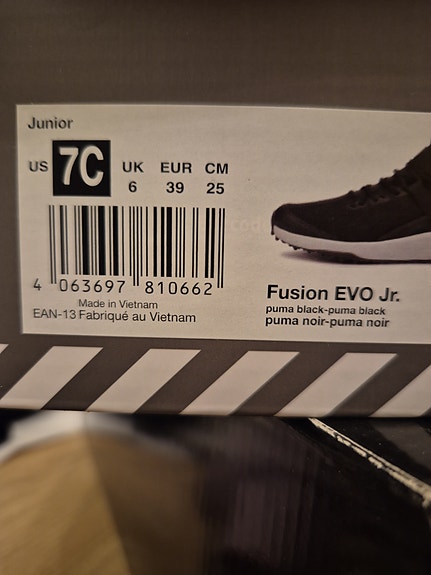 Junior
US 7C UK EUR CM
6 39 25
4 063697 810662
Made in Vietnam
EAN-13 Fabriqué au Vietnam
Fusion EVO Jr.
puma black-puma black
puma noir-puma noir